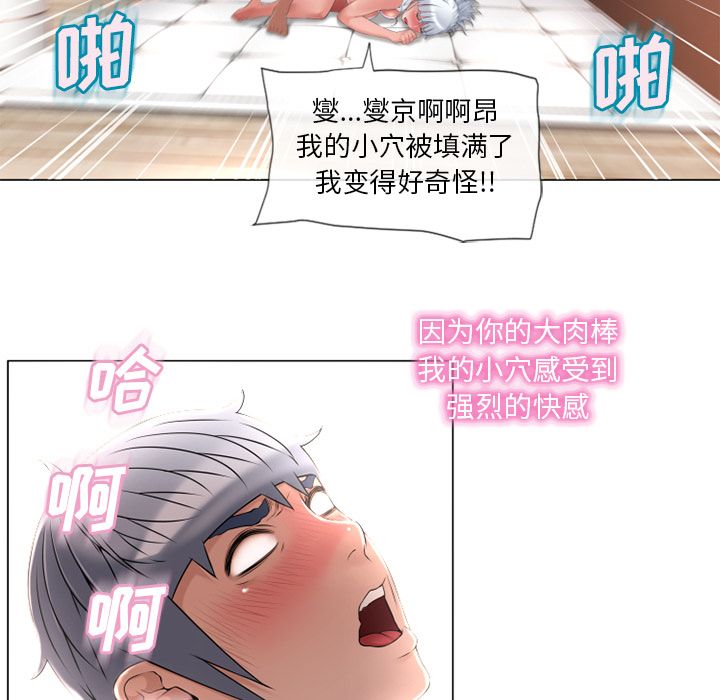 啪
啪
燮...燮京啊啊昂
我的小穴被填满了
我变得好奇怪!!
因为你的大肉棒
我的小穴感受到
强烈的快感
哈
啊
啊